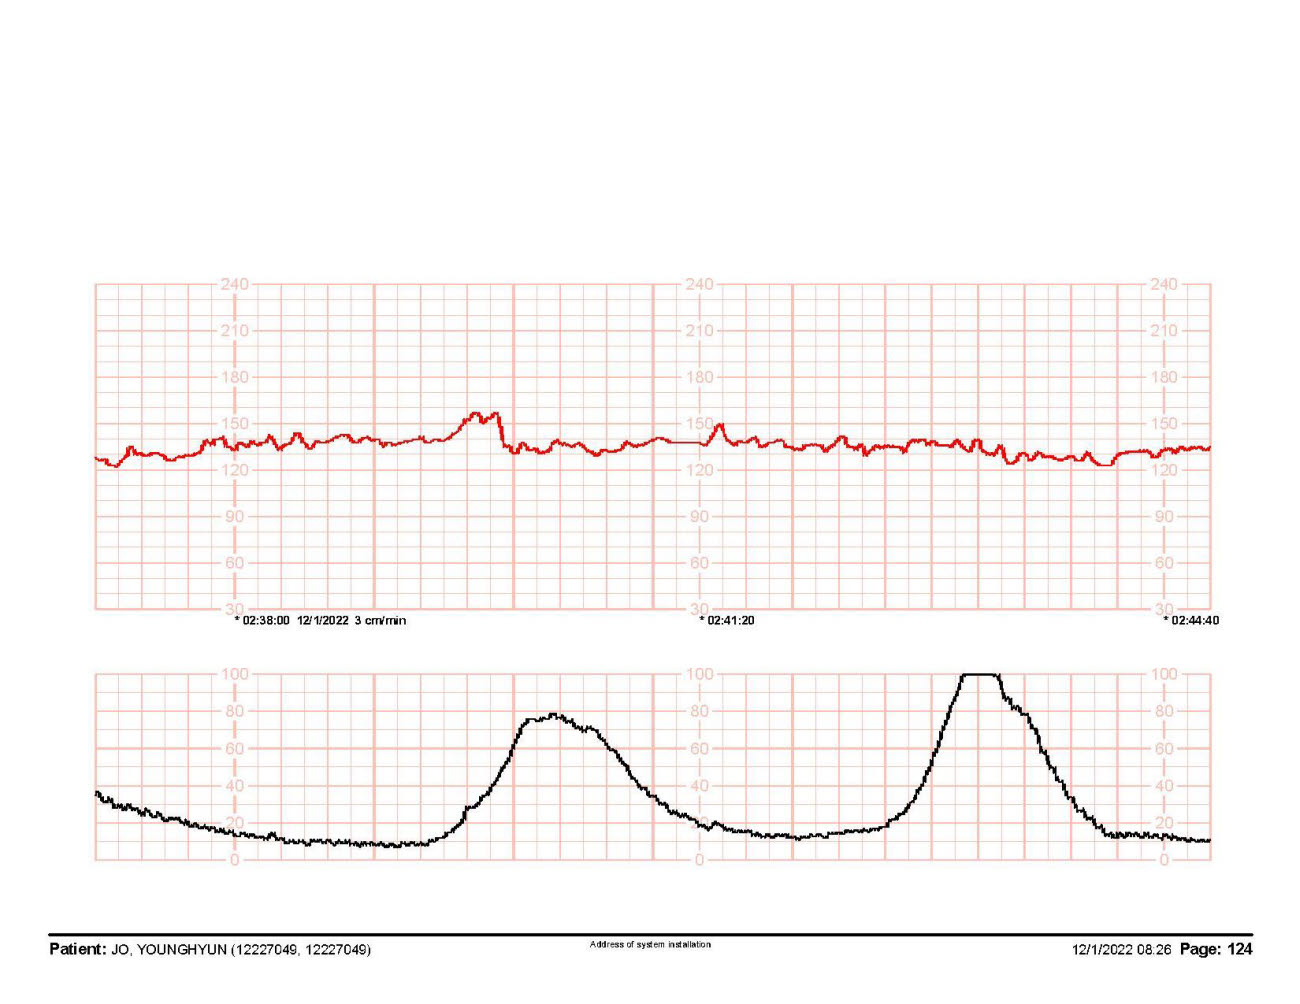 240 240 240
210 210 210
180 180 180
150 150 150
120 120 120
90 90 90
60 60 60
30 30 30
* 02:38:00 12/1/2022 3 cm/min * 02:41:20 * 02:44:40
100 100 100
80 80 80
60 60 60
40 40 40
20 20 20
0 0 0
Patient: JO, YOUNGHYUN (12227049, 12227049) Address of system installation 12/1/2022 08:26 Page: 124